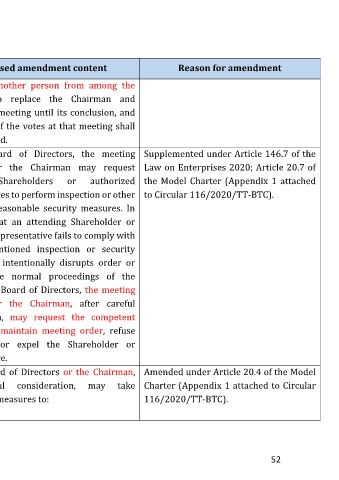 sed amendment content Reason for amendment
nother person from among the
o replace the Chairman and
meeting until its conclusion, and
f the votes at that meeting shall
d.
ard of Directors, the meeting Supplemented under Article 146.7 of the
r the Chairman may request Law on Enterprises 2020; Article 20.7 of
Shareholders or authorized the Model Charter (Appendix 1 attached
es to perform inspection or other to Circular 116/2020/TT-BTC).
easonable security measures. In
at an attending Shareholder or
presentative fails to comply with
ntioned inspection or security
intentionally disrupts order or
e normal proceedings of the
Board of Directors, the meeting
r the Chairman, after careful
, may request the competent
maintain meeting order, refuse
or expel the Shareholder or
e.
d of Directors or the Chairman, Amended under Article 20.4 of the Model
ul consideration, may take Charter (Appendix 1 attached to Circular
measures to: 116/2020/TT-BTC).
52